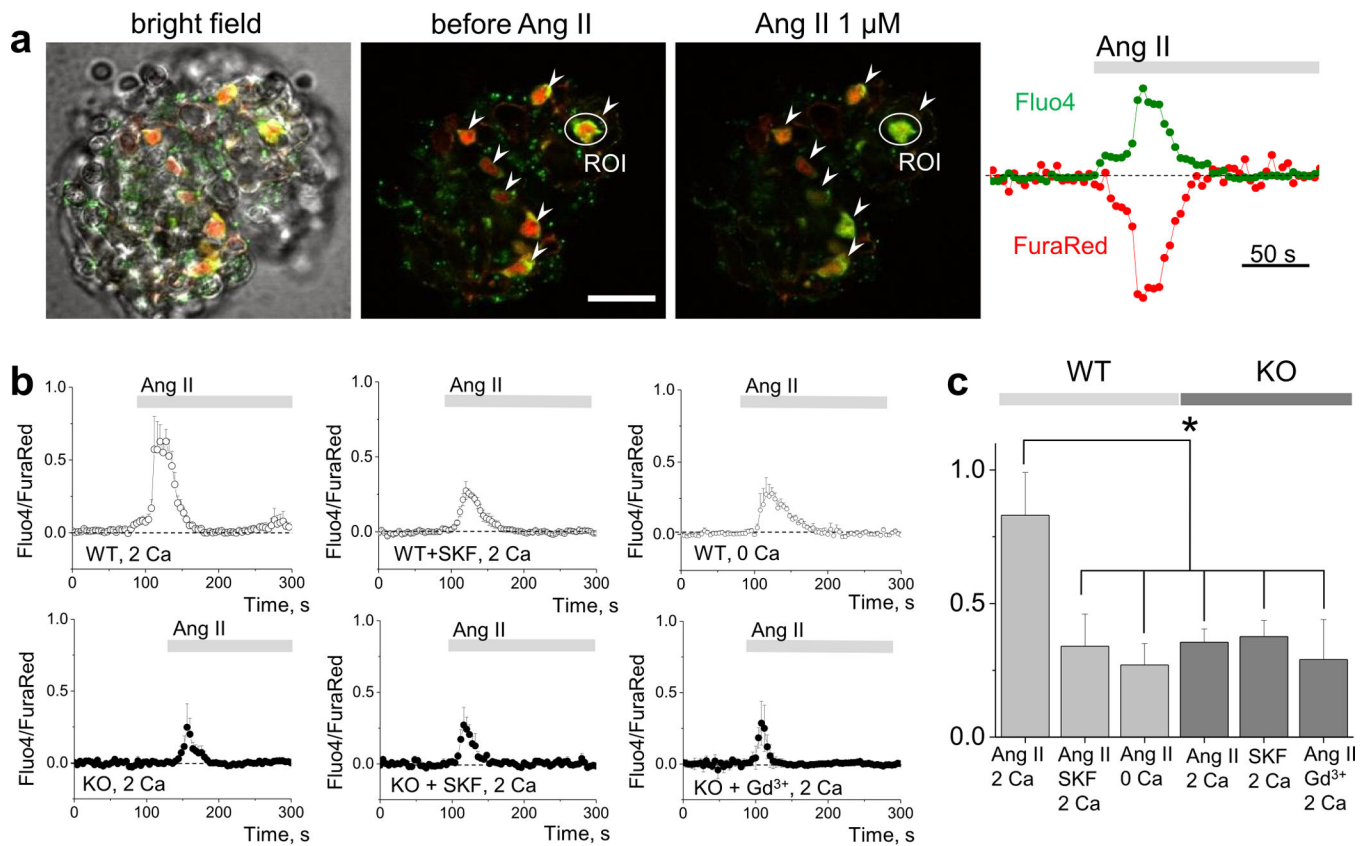 a
bright field
before Ang II
Ang II 1 µM
ROI
ROI
Ang II
Fluo4
FuraRed
50 s
b
Fluo4/FuraRed
1.0
0.5
0.0
Ang II
WT, 2 Ca
0 100 200 300
Time, s
Fluo4/FuraRed
1.0
0.5
0.0
Ang II
WT+SKF, 2 Ca
0 100 200 300
Time, s
Fluo4/FuraRed
1.0
0.5
0.0
Ang II
WT, 0 Ca
0 100 200 300
Time, s
Fluo4/FuraRed
1.0
0.5
0.0
Ang II
KO, 2 Ca
0 100 200 300
Time, s
Fluo4/FuraRed
1.0
0.5
0.0
Ang II
KO + SKF, 2 Ca
0 100 200 300
Time, s
Fluo4/FuraRed
1.0
0.5
0.0
Ang II
KO + Gd³⁺, 2 Ca
0 100 200 300
Time, s
c
WT KO
*
1.0
0.5
0.0
Ang II
2 Ca
Ang II
SKF
2 Ca
Ang II
0 Ca
Ang II
2 Ca
SKF
2 Ca
Ang II
Gd³⁺
2 Ca